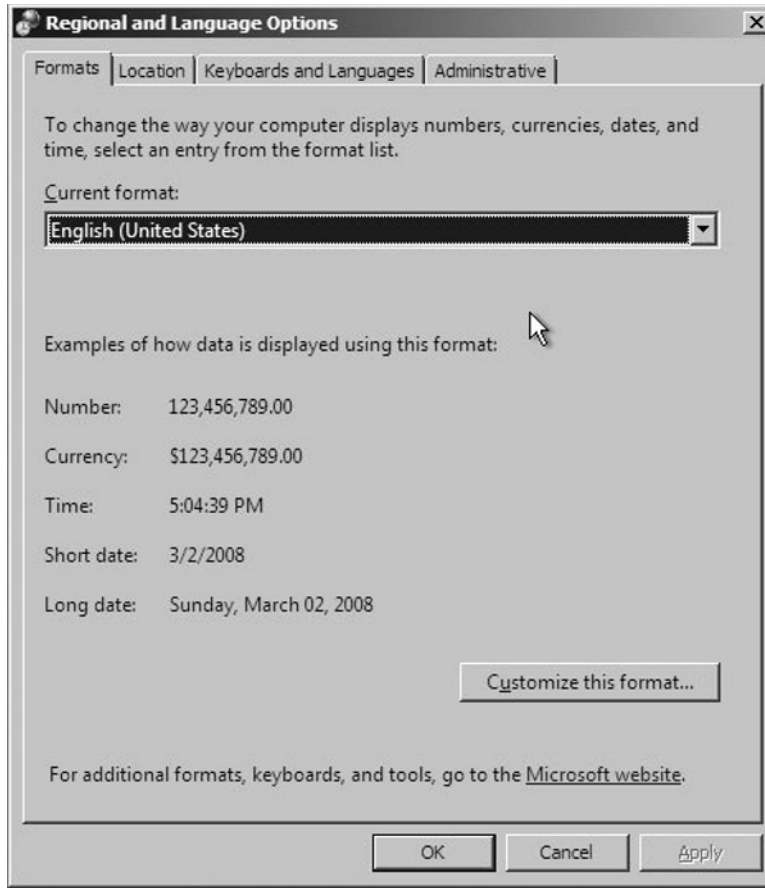 Regional and Language Options
Formats Location Keyboards and Languages Administrative
To change the way your computer displays numbers, currencies, dates, and
time, select an entry from the format list.
Current format:
English (United States)
Examples of how data is displayed using this format:
Number: 123,456,789.00
Currency: $123,456,789.00
Time: 5:04:39 PM
Short date: 3/2/2008
Long date: Sunday, March 02, 2008
Customize this format...
For additional formats, keyboards, and tools, go to the Microsoft website.
OK Cancel Apply